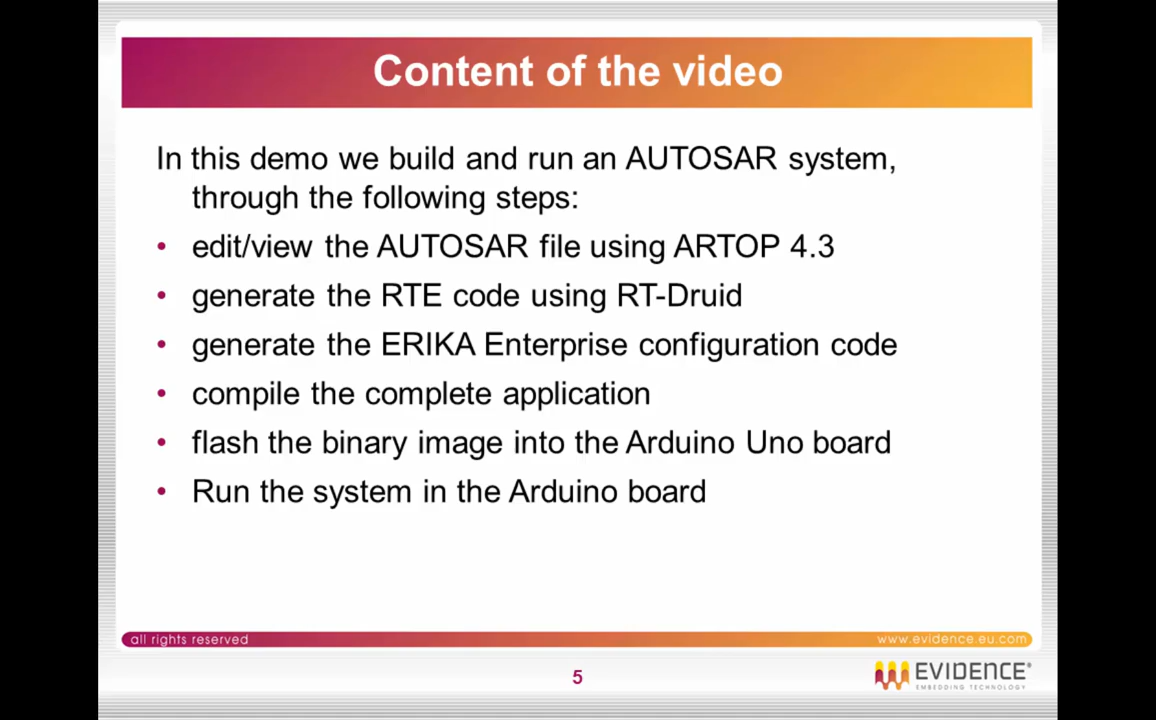 Content of the video
In this demo we build and run an AUTOSAR system,
through the following steps:
• edit/view the AUTOSAR file using ARTOP 4.3
• generate the RTE code using RT-Druid
• generate the ERIKA Enterprise configuration code
• compile the complete application
• flash the binary image into the Arduino Uno board
• Run the system in the Arduino board
all rights reserved
www.evidence.eu.com
5
EVIDENCE®
EMBEDDING TECHNOLOGY